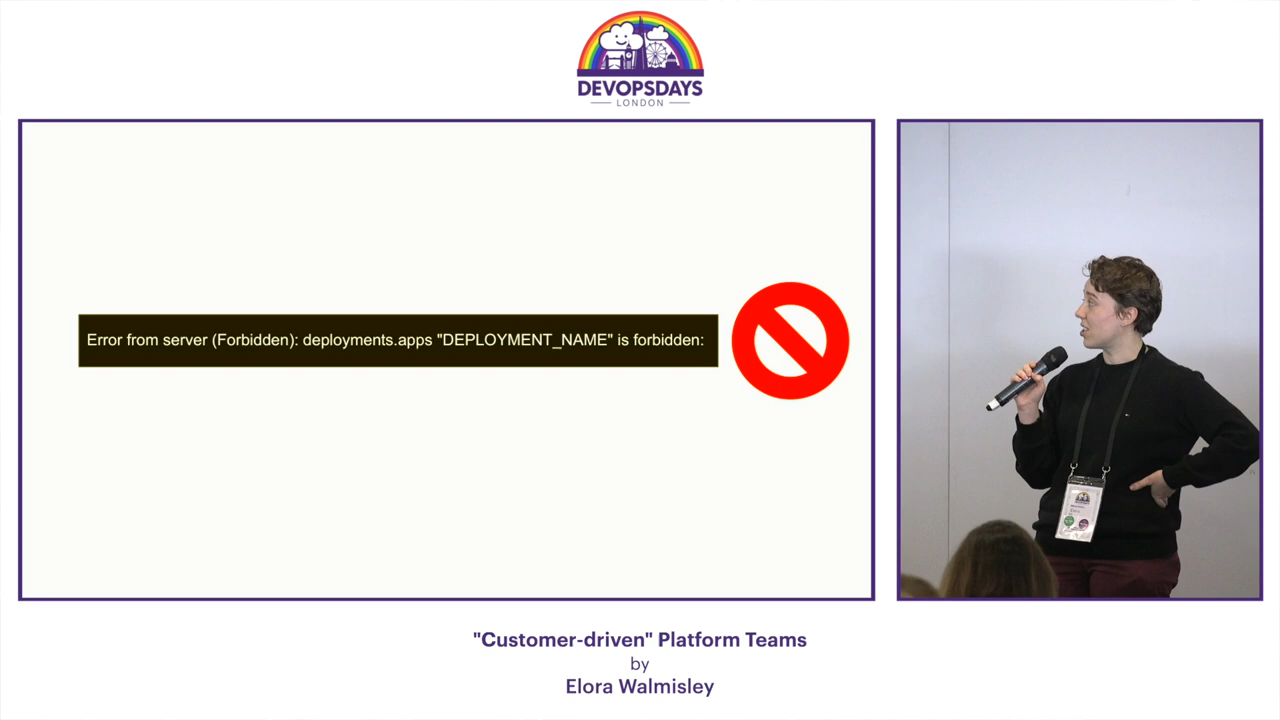 DEVOPSDAYS
LONDON
Error from server (Forbidden): deployments.apps "DEPLOYMENT_NAME" is forbidden:
"Customer-driven" Platform Teams
by
Elora Walmisley